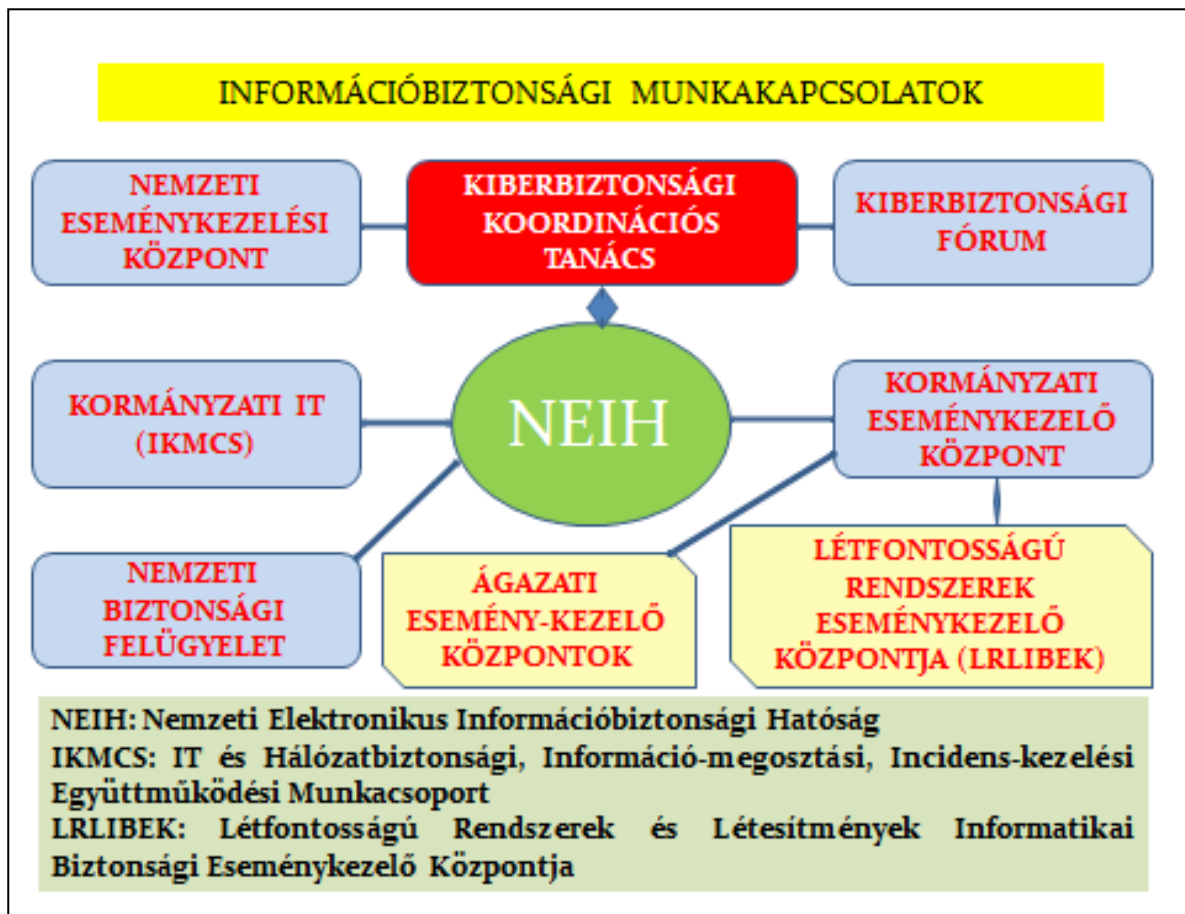 INFORMÁCIÓBIZTONSÁGI MUNKAKAPCSOLATOK
NEMZETI
ESEMÉNYKEZELÉSI
KÖZPONT
KIBERBIZTONSÁGI
KOORDINÁCIÓS
TANÁCS
KIBERBIZTONSÁGI
FÓRUM
KORMÁNYZATI IT
(IKMCS)
NEIH
KORMÁNYZATI
ESEMÉNYKEZELŐ
KÖZPONT
NEMZETI
BIZTONSÁGI
FELÜGYELET
ÁGAZATI
ESEMÉNY-KEZELŐ
KÖZPONTOK
LÉTFONTOSSÁGÚ
RENDSZEREK
ESEMÉNYKEZELŐ
KÖZPONTJA (LRLIBEK)
NEIH: Nemzeti Elektronikus Információbiztonsági Hatóság
IKMCS: IT és Hálózatbiztonsági, Információ-megosztási, Incidens-kezelési
Együttműködési Munkacsoport
LRLIBEK: Létfontosságú Rendszerek és Létesítmények Informatikai
Biztonsági Eseménykezelő Központja